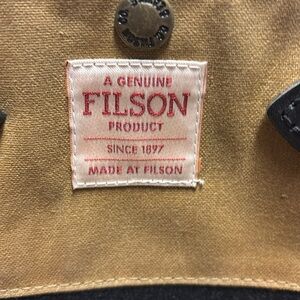 A GENUINE
FILSON
PRODUCT
SINCE 1897
MADE AT FILSON